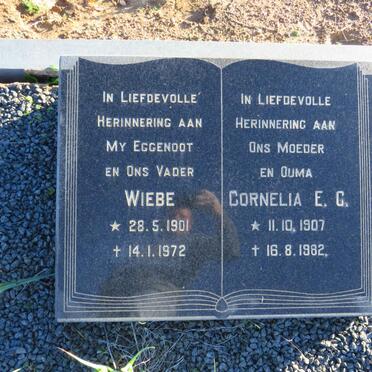 In Liefdevolle
Herinnering aan
My Eggenoot
en Ons Vader
Wiebe
★ 28.5.1901
✝ 14.1.1972
In Liefdevolle
Herinnering aan
Ons Moeder
en Ouma
Cornelia E. G.
★ 11.10.1907
✝ 16.8.1982.